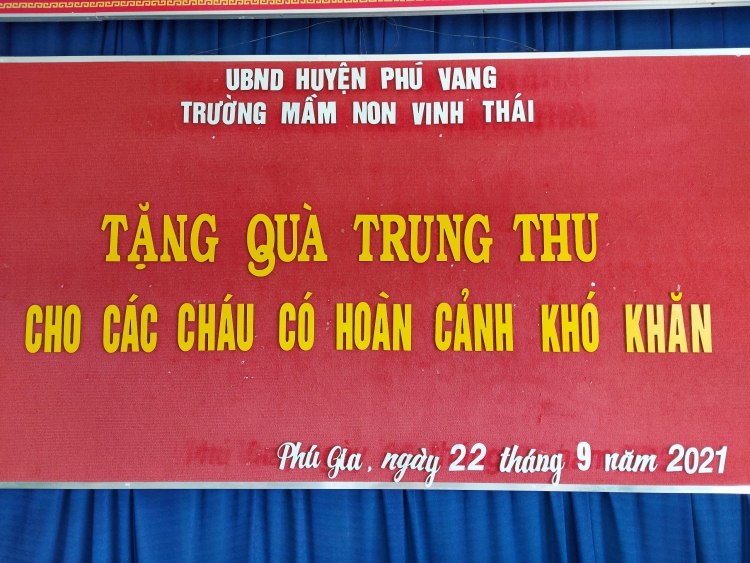 UBND HUYỆN PHÚ VANG
TRƯỜNG MẦM NON VINH THÁI
TẶNG QUÀ TRUNG THU
CHO CÁC CHÁU CÓ HOÀN CẢNH KHÓ KHĂN
Phú Gia, ngày 22 tháng 9 năm 2021